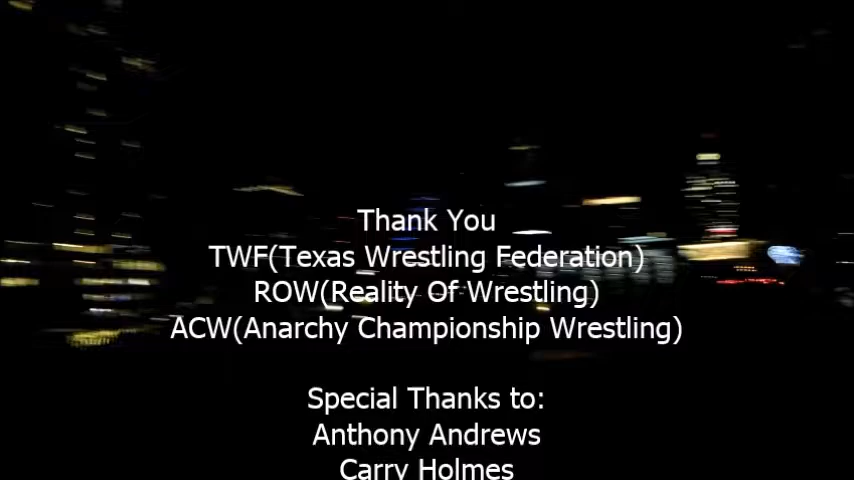 Thank You
TWF(Texas Wrestling Federation)
ROW(Reality Of Wrestling)
ACW(Anarchy Championship Wrestling)
Special Thanks to:
Anthony Andrews
Carry Holmes